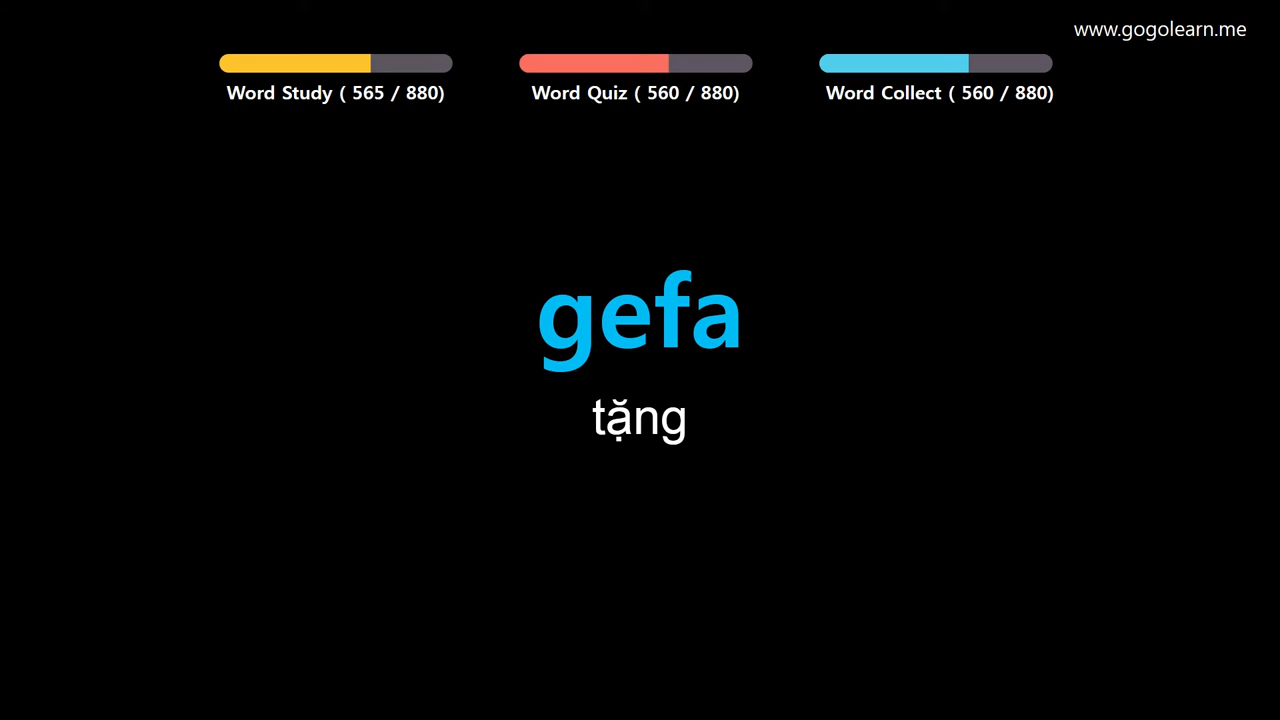 www.gogolearn.me
Word Study ( 565 / 880)
Word Quiz ( 560 / 880)
Word Collect ( 560 / 880)
gefa
tặng